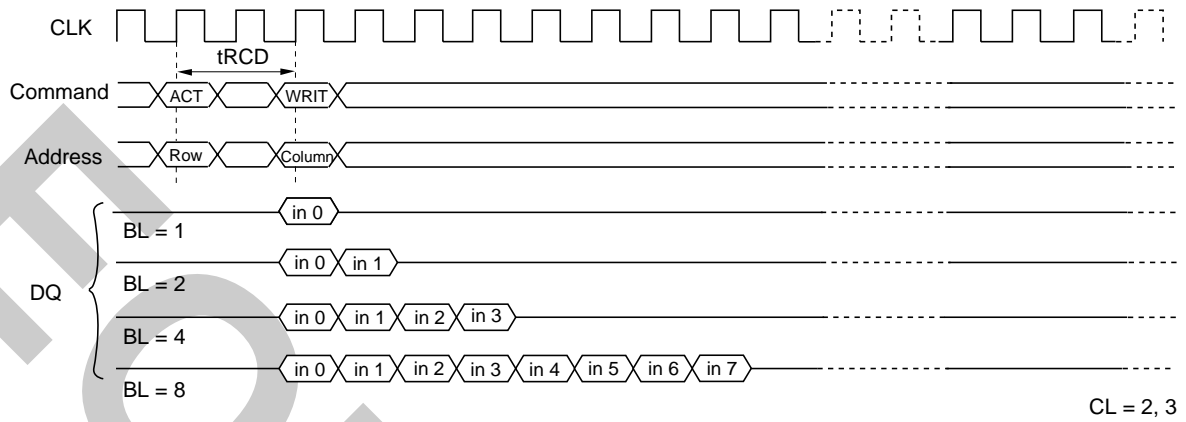 CLK
tRCD
Command ACT WRIT
Address Row Column
in 0
BL = 1
in 0 in 1
BL = 2
DQ
in 0 in 1 in 2 in 3
BL = 4
in 0 in 1 in 2 in 3 in 4 in 5 in 6 in 7
BL = 8
CL = 2, 3